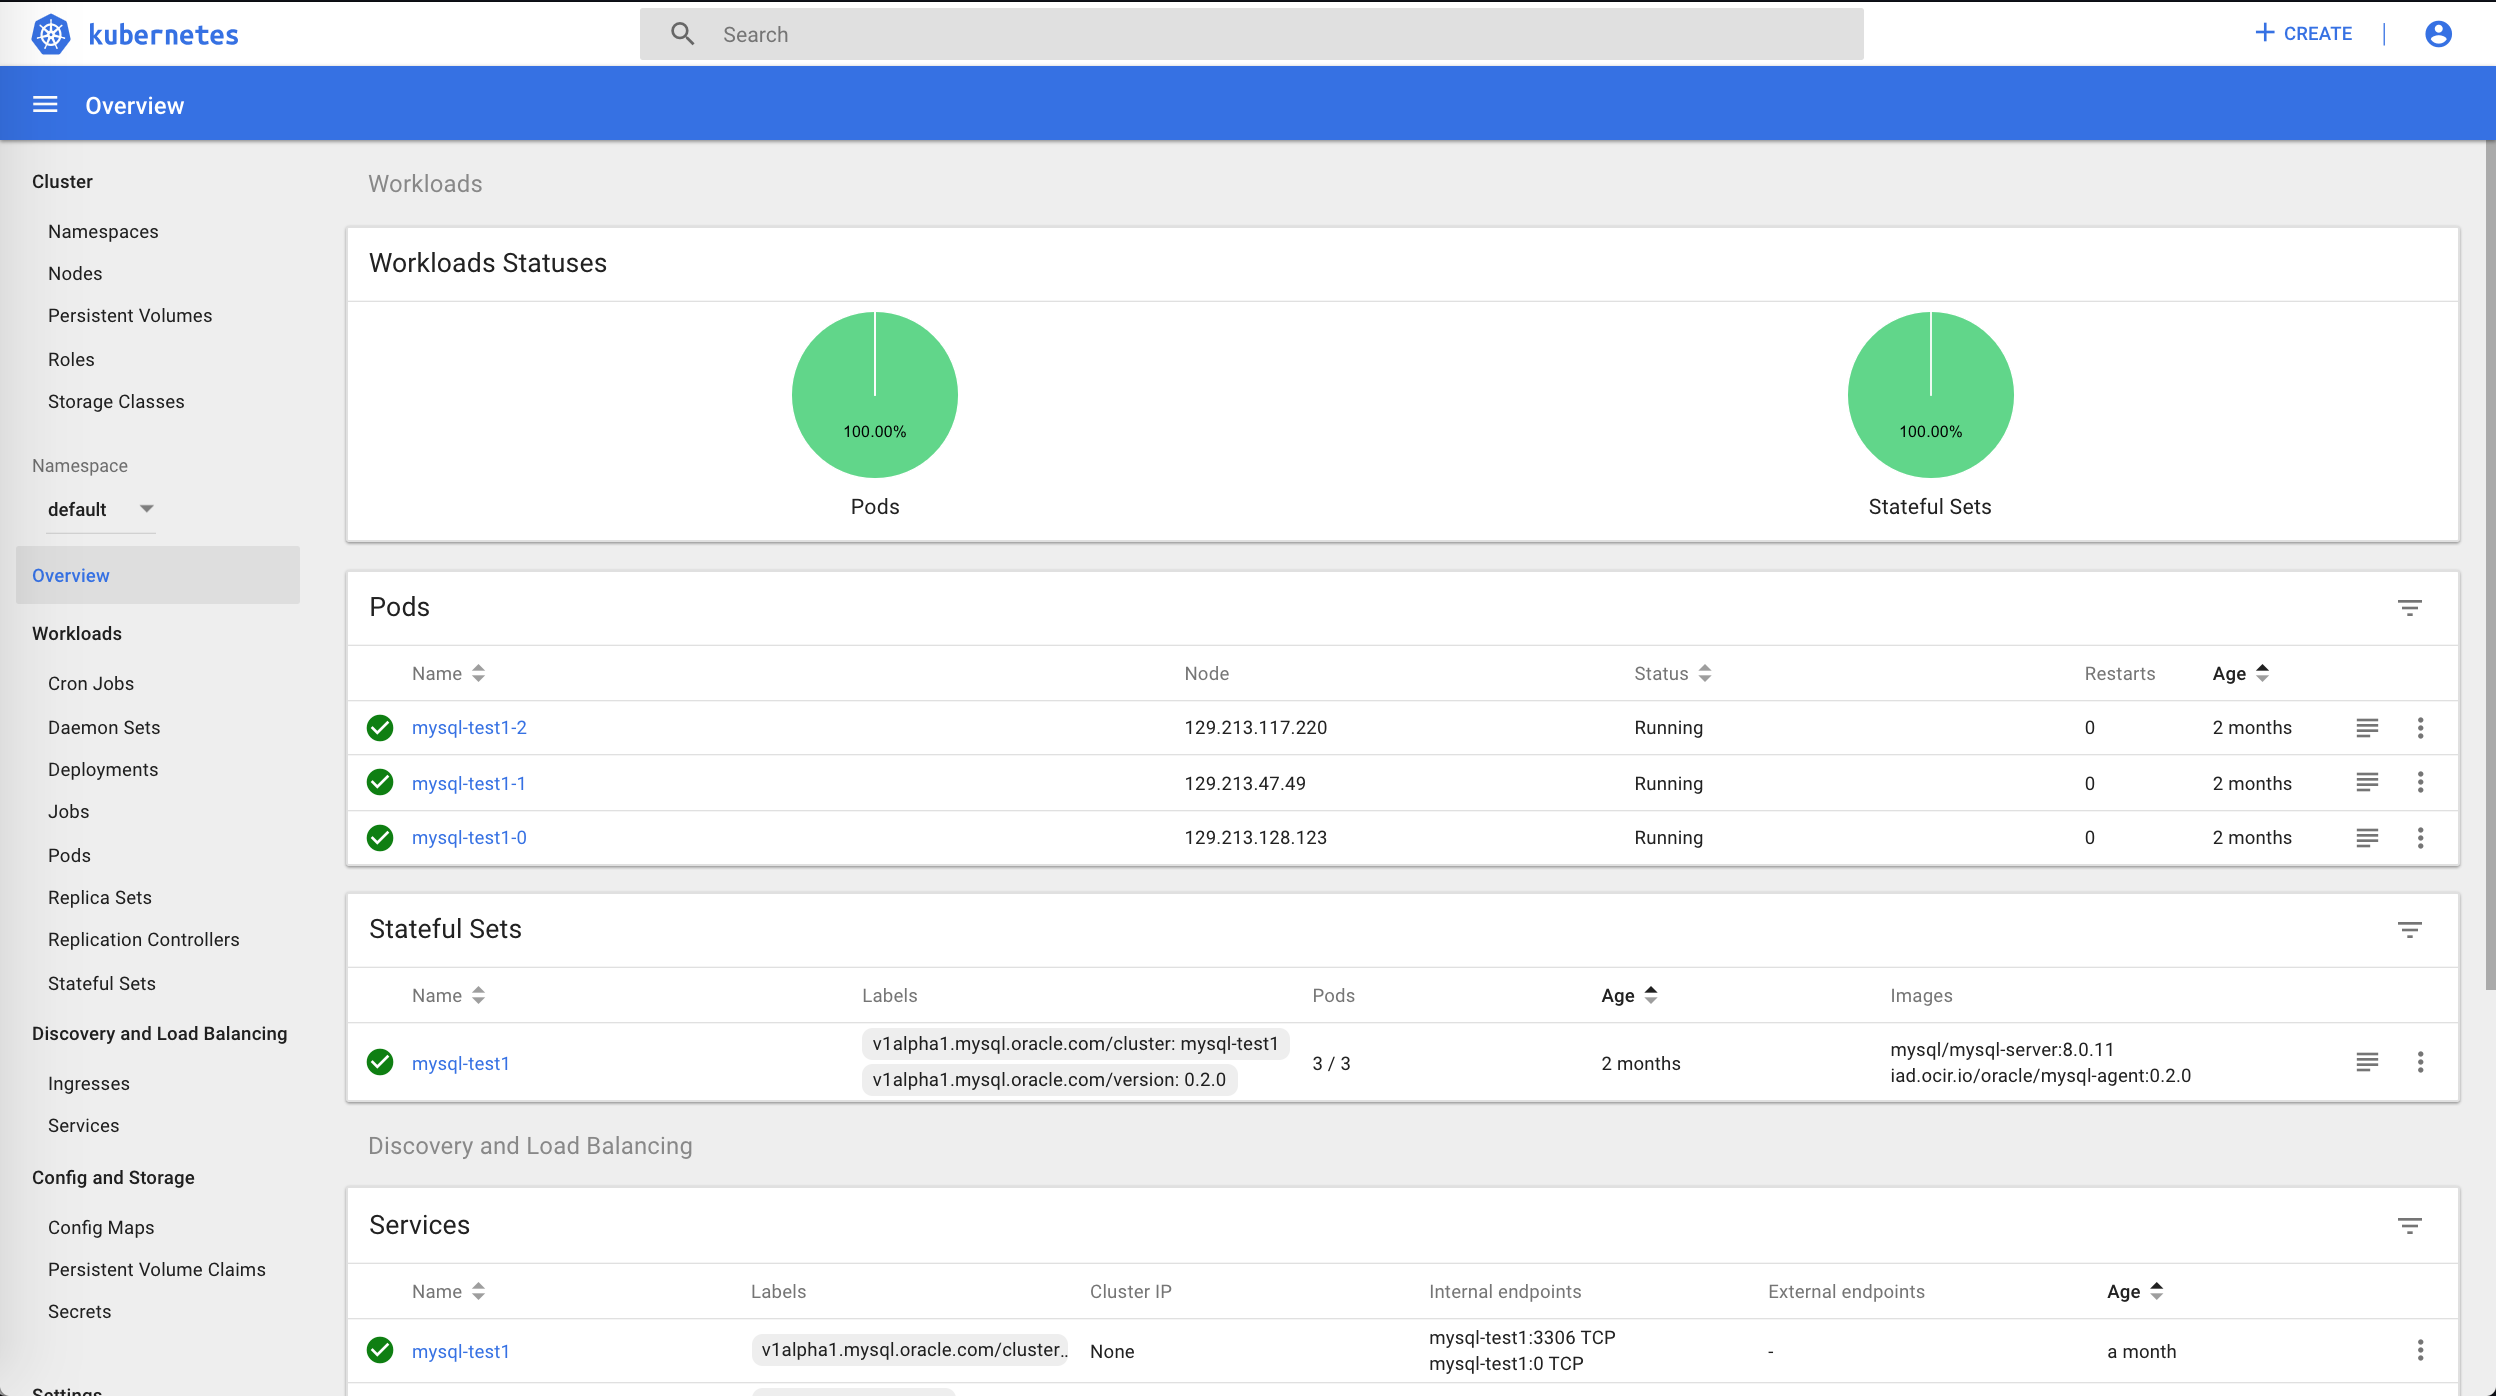 kubernetes
Search
CREATE
Overview
Cluster
Namespaces
Nodes
Persistent Volumes
Roles
Storage Classes
Namespace
default
Overview
Workloads
Cron Jobs
Daemon Sets
Deployments
Jobs
Pods
Replica Sets
Replication Controllers
Stateful Sets
Discovery and Load Balancing
Ingresses
Services
Config and Storage
Config Maps
Persistent Volume Claims
Secrets
Settings
Workloads
Workloads Statuses
100.00%
Pods
100.00%
Stateful Sets
Pods
Name Node Status Restarts Age
mysql-test1-2 129.213.117.220 Running 0 2 months
mysql-test1-1 129.213.47.49 Running 0 2 months
mysql-test1-0 129.213.128.123 Running 0 2 months
Stateful Sets
Name Labels Pods Age Images
mysql-test1
v1alpha1.mysql.oracle.com/cluster: mysql-test1
v1alpha1.mysql.oracle.com/version: 0.2.0
3 / 3
2 months
mysql/mysql-server:8.0.11
iad.ocir.io/oracle/mysql-agent:0.2.0
Discovery and Load Balancing
Services
Name Labels Cluster IP Internal endpoints External endpoints Age
mysql-test1
v1alpha1.mysql.oracle.com/cluster..
None
mysql-test1:3306 TCP
mysql-test1:0 TCP
-
a month